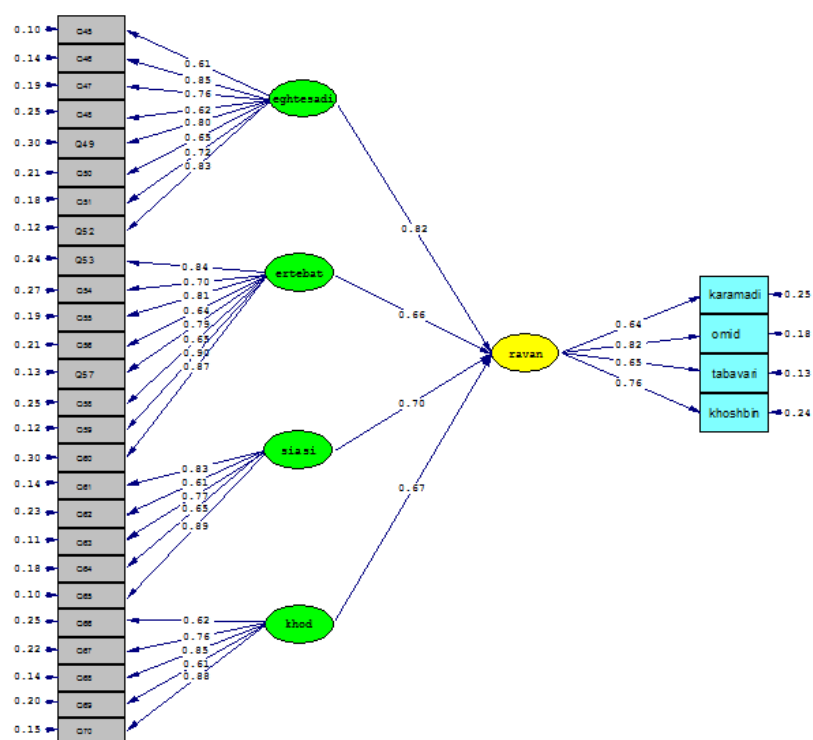 0.10 Q45
0.14 Q46
0.19 Q47
0.25 Q48
0.30 Q49
0.21 Q50
0.18 Q51
0.12 Q52
0.24 Q53
0.27 Q54
0.19 Q55
0.21 Q56
0.13 Q57
0.25 Q58
0.12 Q59
0.30 Q60
0.14 Q61
0.23 Q62
0.11 Q63
0.18 Q64
0.10 Q65
0.25 Q66
0.22 Q67
0.14 Q68
0.20 Q69
0.15 Q70
0.61
0.85
0.76
0.62
0.80
0.65
0.72
0.83
0.84
0.70
0.81
0.64
0.79
0.65
0.90
0.87
0.83
0.61
0.77
0.65
0.89
0.62
0.76
0.85
0.61
0.88
eghtesadi
ertebat
siasi
khod
0.82
0.66
0.70
0.67
ravan
0.64
0.82
0.65
0.76
karamadi 0.25
omid 0.18
tabavari 0.13
khoshbin 0.24